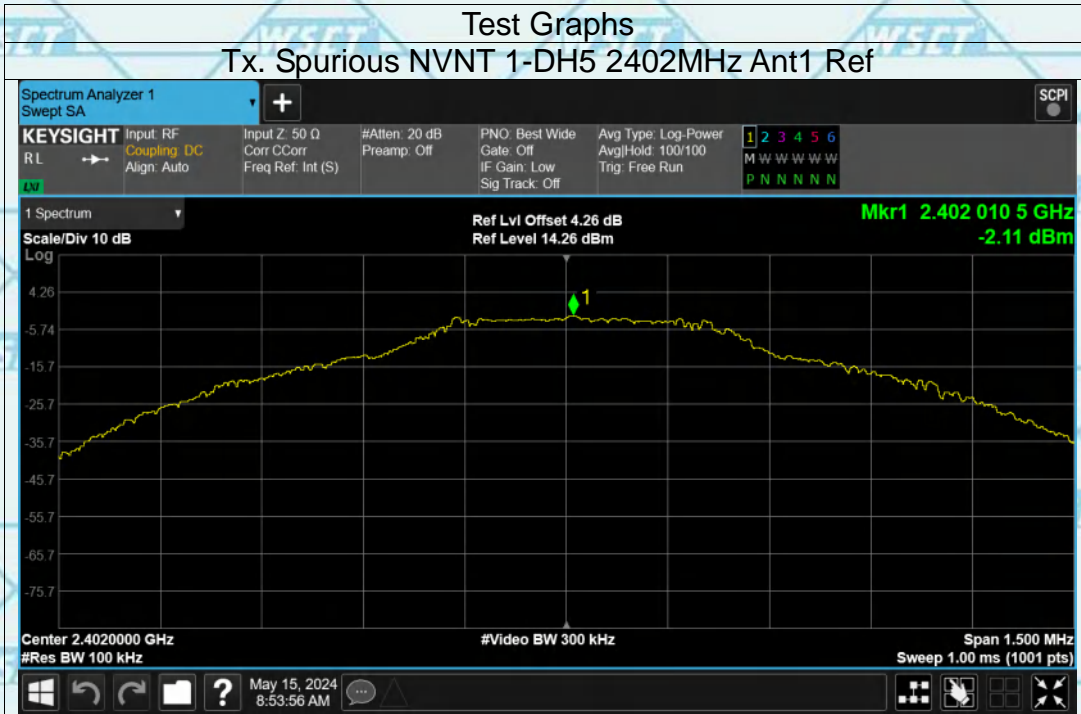 Test Graphs
Tx. Spurious NVNT 1-DH5 2402MHz Ant1 Ref
Spectrum Analyzer 1
Swept SA
+
SCPI
KEYSIGHT Input: RF Input Z: 50 Ω #Atten: 20 dB PNO: Best Wide Avg Type: Log-Power 1 2 3 4 5 6
RL Coupling: DC Corr CCorr Preamp: Off Gate: Off Avg|Hold: 100/100 M W W W W W
Align: Auto Freq Ref: Int (S) IF Gain: Low Trig: Free Run
LXI Sig Track: Off P N N N N N
1 Spectrum Ref Lvl Offset 4.26 dB Mkr1 2.402 010 5 GHz
Scale/Div 10 dB Ref Level 14.26 dBm -2.11 dBm
Log
4.26
1
-5.74
-15.7
-25.7
-35.7
-45.7
-55.7
-65.7
-75.7
Center 2.4020000 GHz #Video BW 300 kHz Span 1.500 MHz
#Res BW 100 kHz Sweep 1.00 ms (1001 pts)
? May 15, 2024
8:53:56 AM